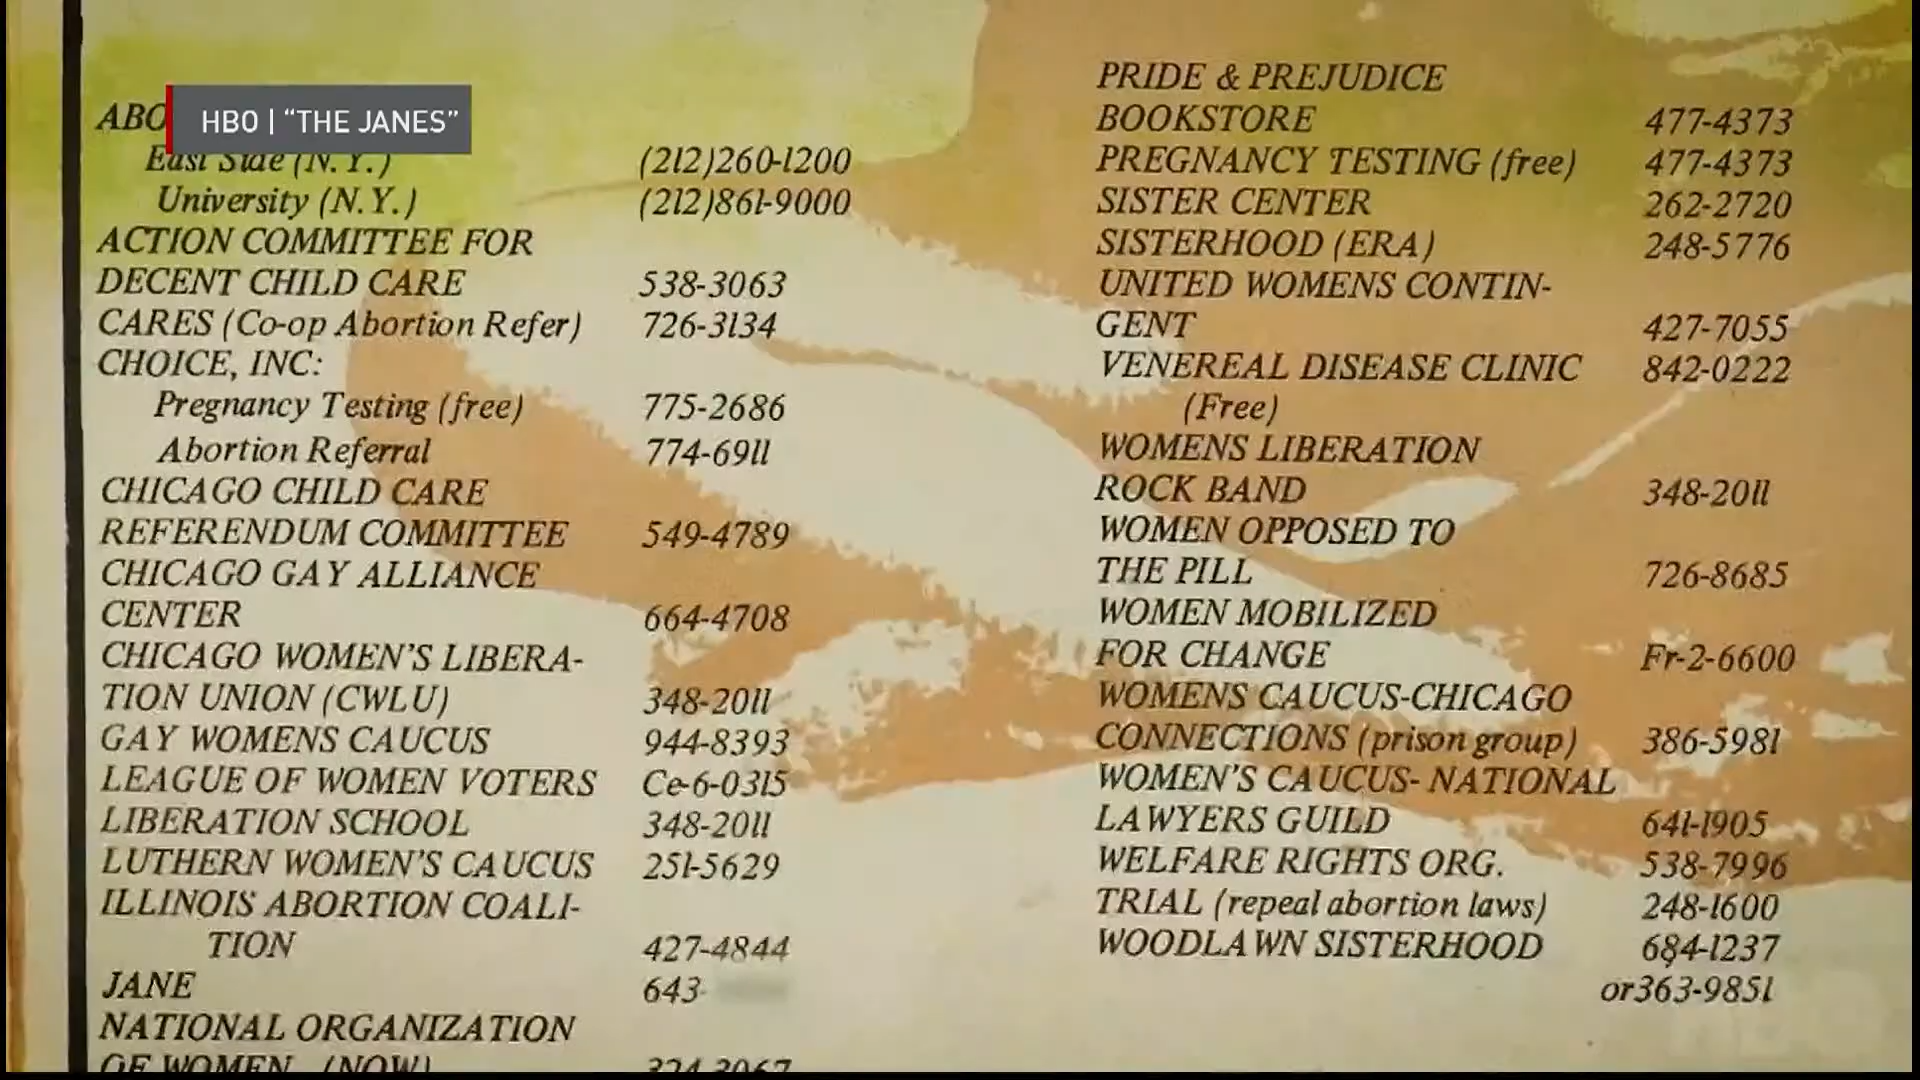 HBO | “THE JANES”
ABO
East Side (N.Y.) (212)260-1200
University (N.Y.) (212)861-9000
ACTION COMMITTEE FOR
DECENT CHILD CARE 538-3063
CARES (Co-op Abortion Refer) 726-3134
CHOICE, INC:
Pregnancy Testing (free) 775-2686
Abortion Referral 774-6911
CHICAGO CHILD CARE
REFERENDUM COMMITTEE 549-4789
CHICAGO GAY ALLIANCE
CENTER 664-4708
CHICAGO WOMEN'S LIBERA-
TION UNION (CWLU) 348-2011
GAY WOMENS CAUCUS 944-8393
LEAGUE OF WOMEN VOTERS Ce-6-0315
LIBERATION SCHOOL 348-2011
LUTHERN WOMEN'S CAUCUS 251-5629
ILLINOIS ABORTION COALI-
TION 427-4844
JANE 643-
NATIONAL ORGANIZATION
OF WOMEN (NOW) 324-3067
PRIDE & PREJUDICE
BOOKSTORE 477-4373
PREGNANCY TESTING (free) 477-4373
SISTER CENTER 262-2720
SISTERHOOD (ERA) 248-5776
UNITED WOMENS CONTIN-
GENT 427-7055
VENEREAL DISEASE CLINIC 842-0222
(Free)
WOMENS LIBERATION
ROCK BAND 348-2011
WOMEN OPPOSED TO
THE PILL 726-8685
WOMEN MOBILIZED
FOR CHANGE Fr-2-6600
WOMENS CAUCUS-CHICAGO
CONNECTIONS (prison group) 386-5981
WOMEN'S CAUCUS- NATIONAL
LAWYERS GUILD 641-1905
WELFARE RIGHTS ORG. 538-7996
TRIAL (repeal abortion laws) 248-1600
WOODLAWN SISTERHOOD 684-1237
or363-9851